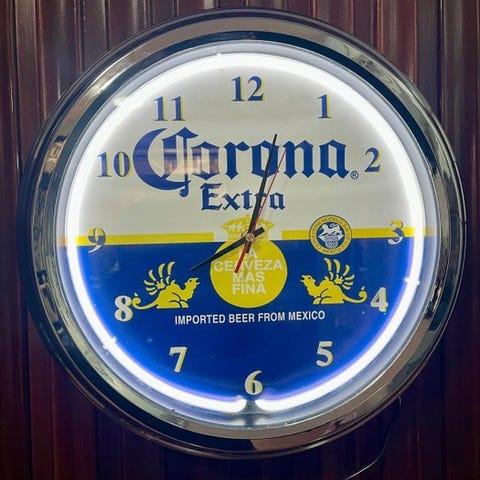 12
11 1
10 2
Corona®
Extra
9 3
LA
CERVEZA
MAS
FINA
8 4
IMPORTED BEER FROM MEXICO
7 5
6